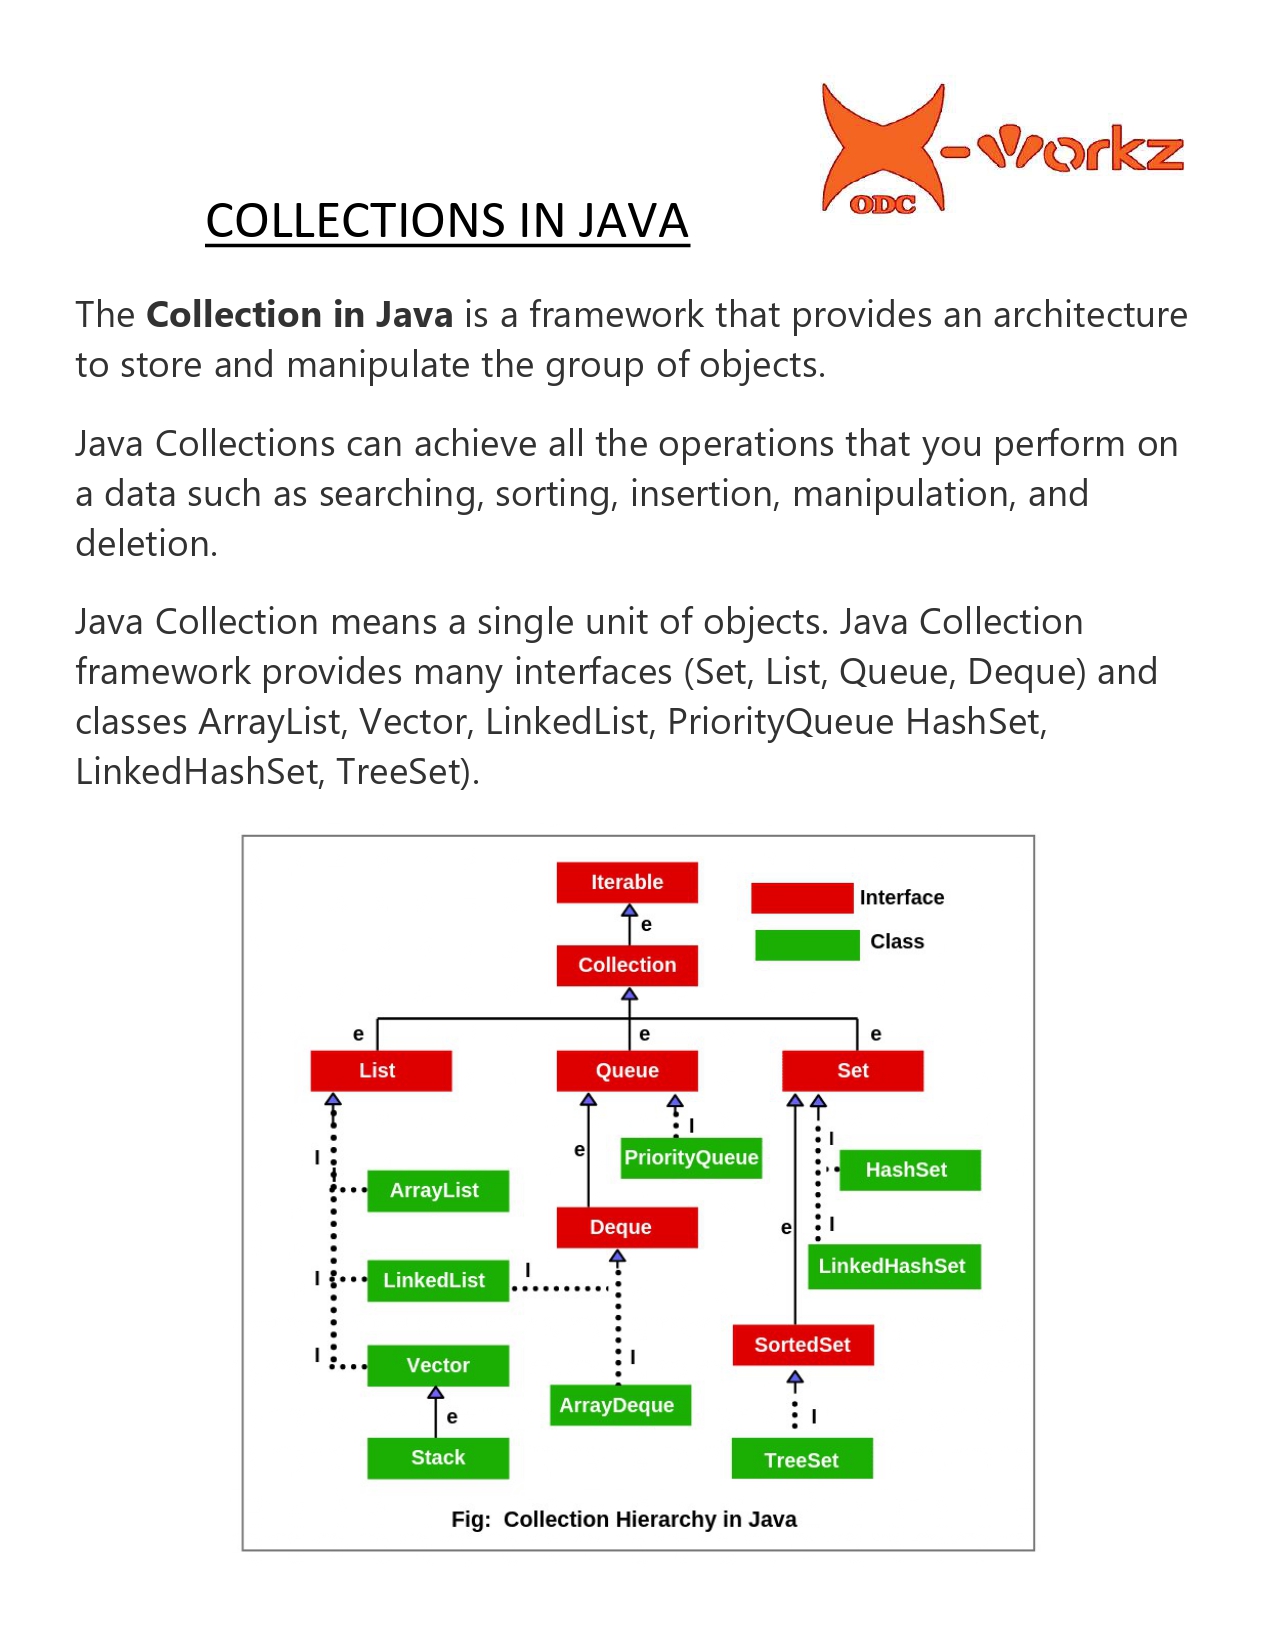 X-workz
ODC
COLLECTIONS IN JAVA
The Collection in Java is a framework that provides an architecture
to store and manipulate the group of objects.
Java Collections can achieve all the operations that you perform on
a data such as searching, sorting, insertion, manipulation, and
deletion.
Java Collection means a single unit of objects. Java Collection
framework provides many interfaces (Set, List, Queue, Deque) and
classes ArrayList, Vector, LinkedList, PriorityQueue HashSet,
LinkedHashSet, TreeSet).
Iterable
Interface
e
Class
Collection
e e e
List Queue Set
I
PriorityQueue
e
I
HashSet
I
ArrayList
Deque
e
I
LinkedHashSet
I
LinkedList
I
SortedSet
I
Vector
I
ArrayDeque
e
I
Stack
TreeSet
Fig: Collection Hierarchy in Java